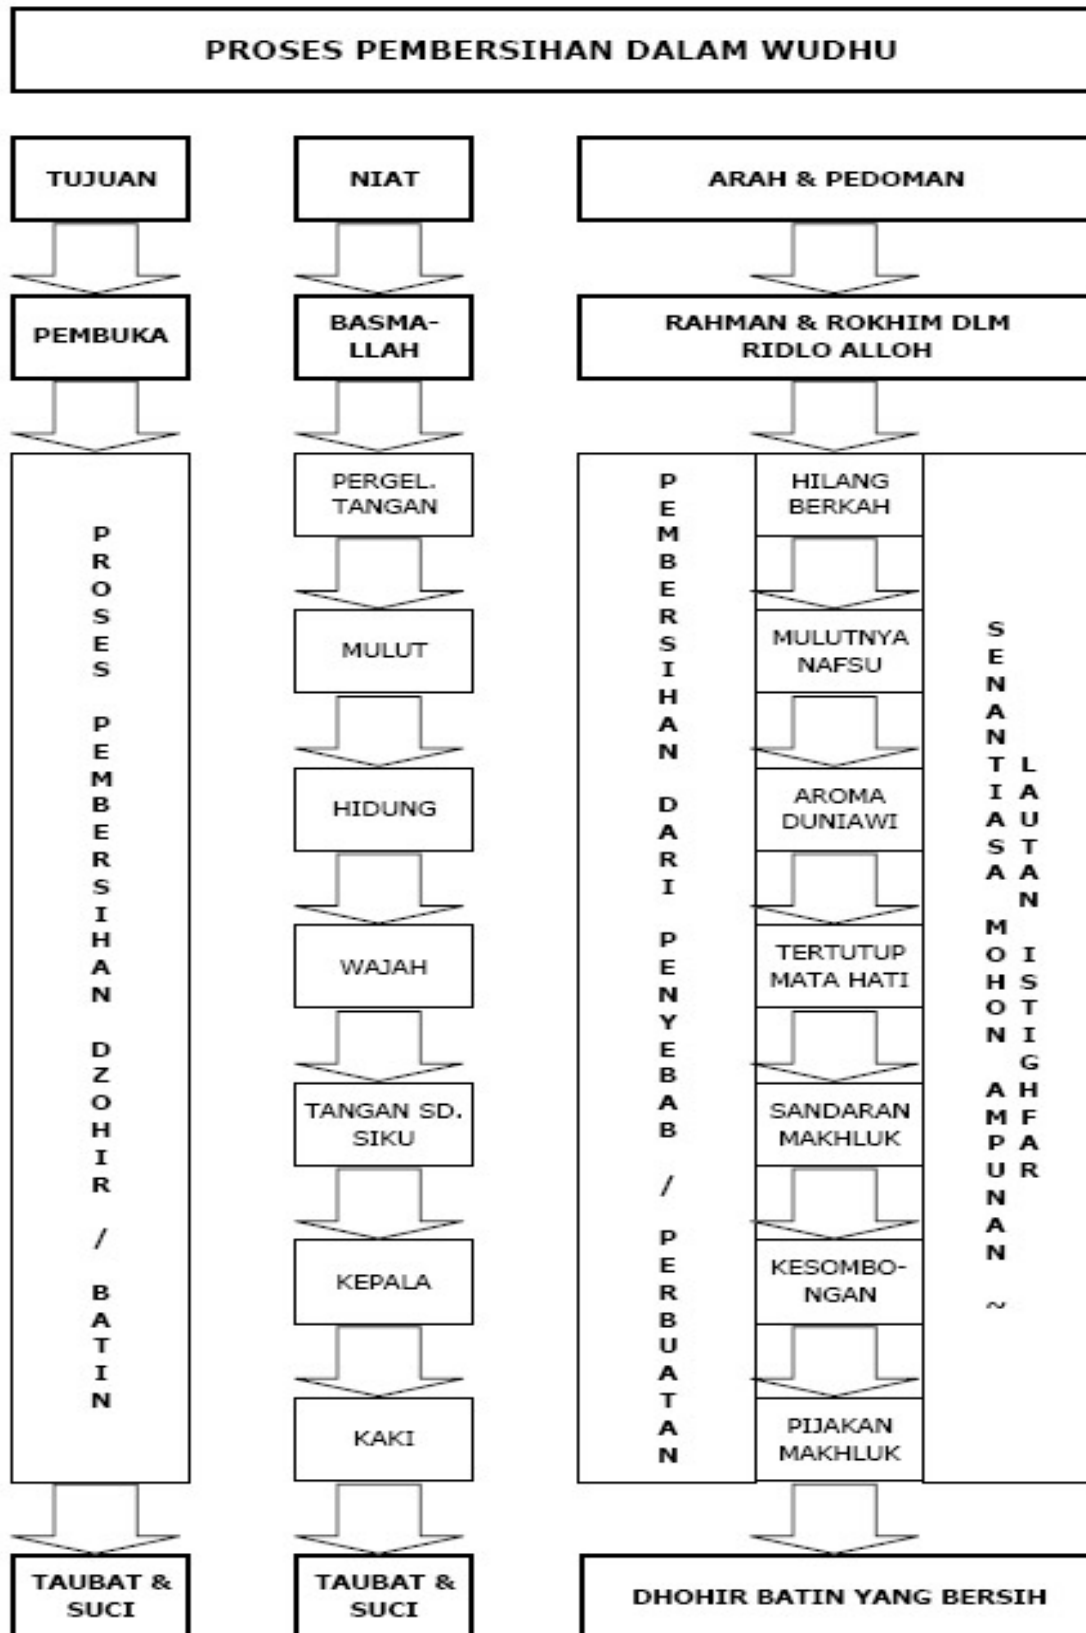 PROSES PEMBERSIHAN DALAM WUDHU
TUJUAN
NIAT
ARAH & PEDOMAN
PEMBUKA
BASMA-
LLAH
RAHMAN & ROKHIM DLM
RIDLO ALLOH
PROSES PEMBERSIHAN DZOHIR / BATIN
PERGEL.
TANGAN
MULUT
HIDUNG
WAJAH
TANGAN SD.
SIKU
KEPALA
KAKI
PEMBERSIHAN DARI PENYEBAB / PERBUATAN
HILANG
BERKAH
MULUTNYA
NAFSU
AROMA
DUNIAWI
TERTUTUP
MATA HATI
SANDARAN
MAKHLUK
KESOMBO-
NGAN
PIJAKAN
MAKHLUK
SENANTIASA MOHON AMPUNAN ~
LAUTAN ISTIGHFAR
TAUBAT &
SUCI
TAUBAT &
SUCI
DHOHIR BATIN YANG BERSIH